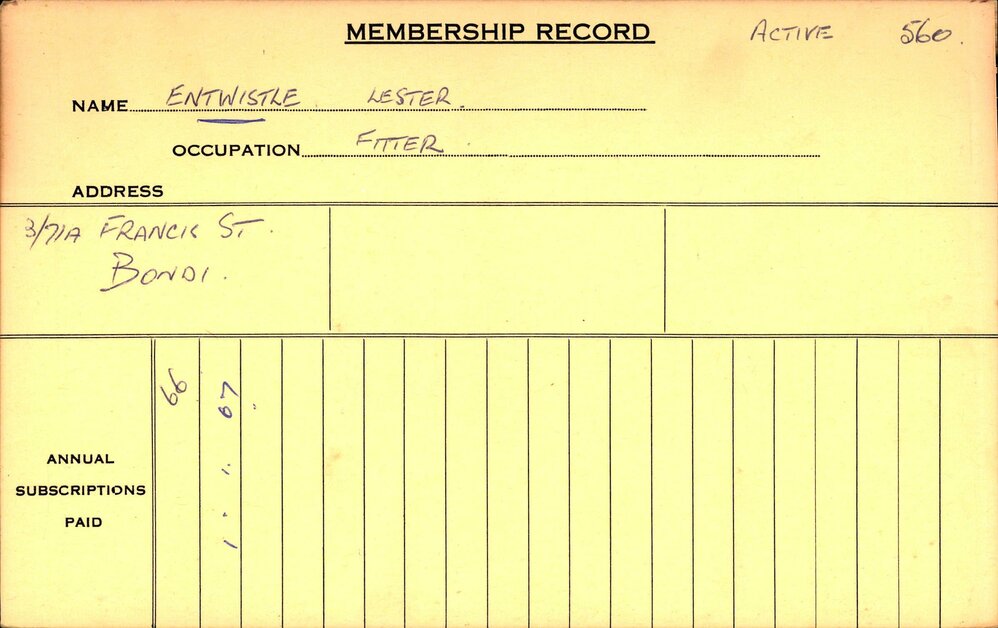 MEMBERSHIP RECORD ACTIVE 560.
NAME ENTWISTLE LESTER.
OCCUPATION FITTER.
ADDRESS
3/71A FRANCIS ST.
BONDI.
ANNUAL
SUBSCRIPTIONS
PAID
66
1. 1. 67